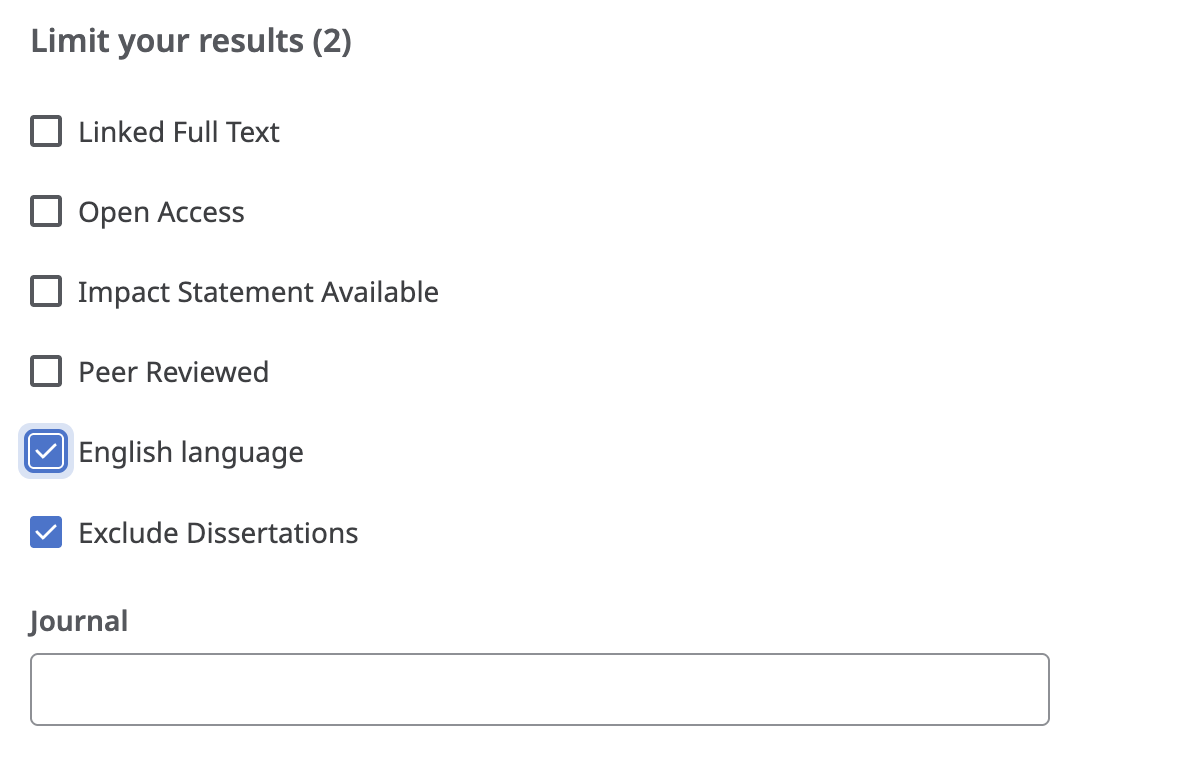 Limit your results (2)
Linked Full Text
Open Access
Impact Statement Available
Peer Reviewed
English language
Exclude Dissertations
Journal